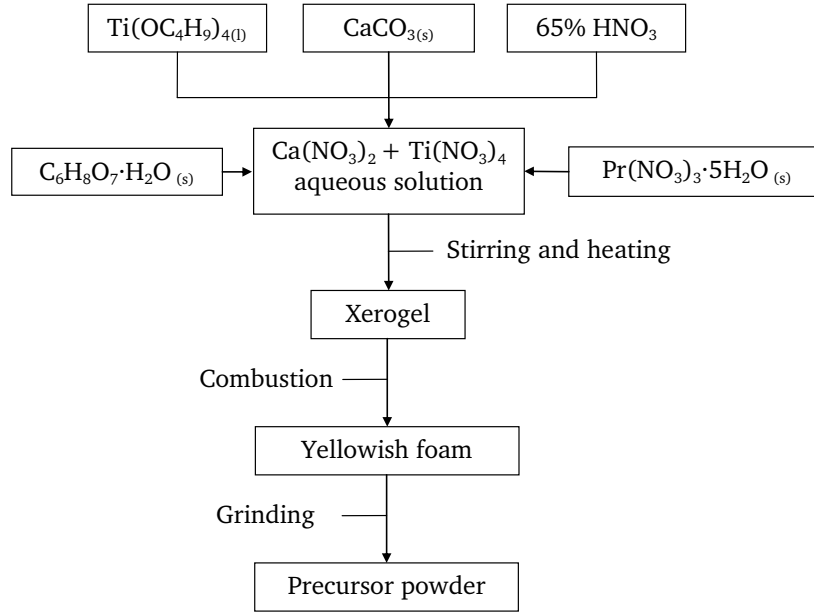 Ti(OC₄H₉)₄₍ₗ₎
CaCO₃₍ₛ₎
65% HNO₃
C₆H₈O₇·H₂O ₍ₛ₎
Ca(NO₃)₂ + Ti(NO₃)₄
aqueous solution
Pr(NO₃)₃·5H₂O ₍ₛ₎
Stirring and heating
Xerogel
Combustion
Yellowish foam
Grinding
Precursor powder